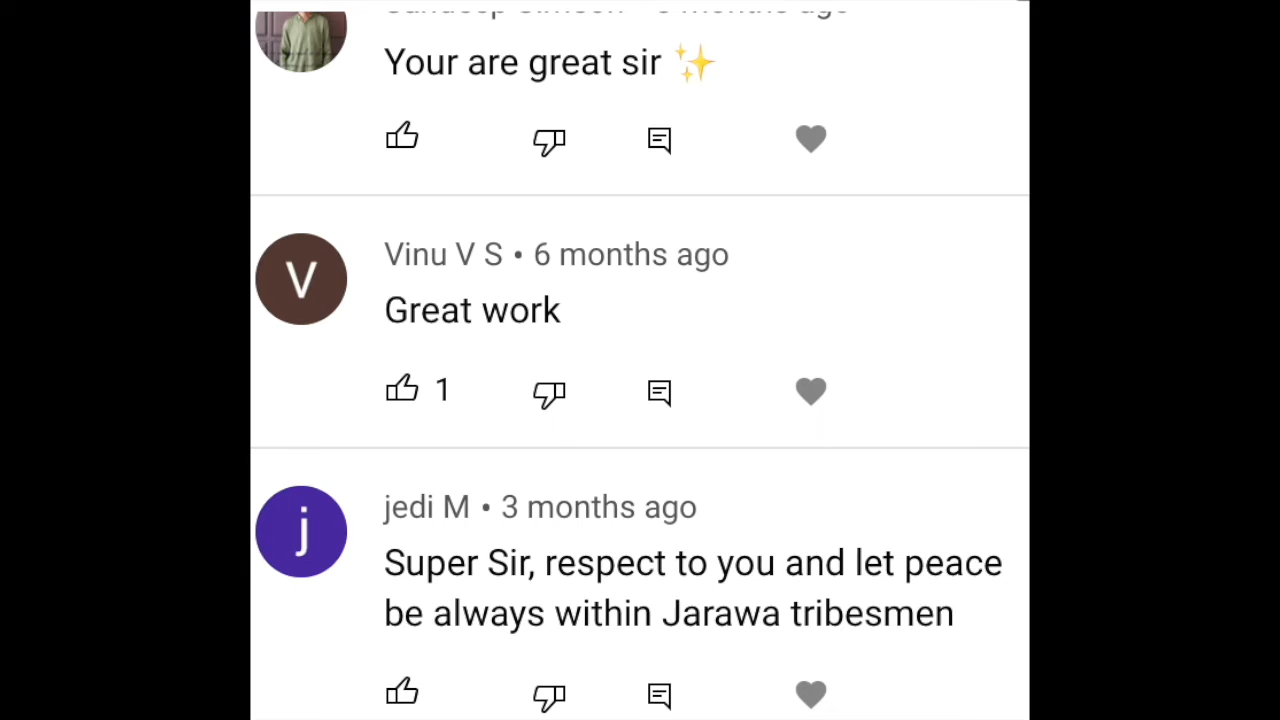 Your are great sir ✨
V
Vinu V S • 6 months ago
Great work
1
j
jedi M • 3 months ago
Super Sir, respect to you and let peace
be always within Jarawa tribesmen